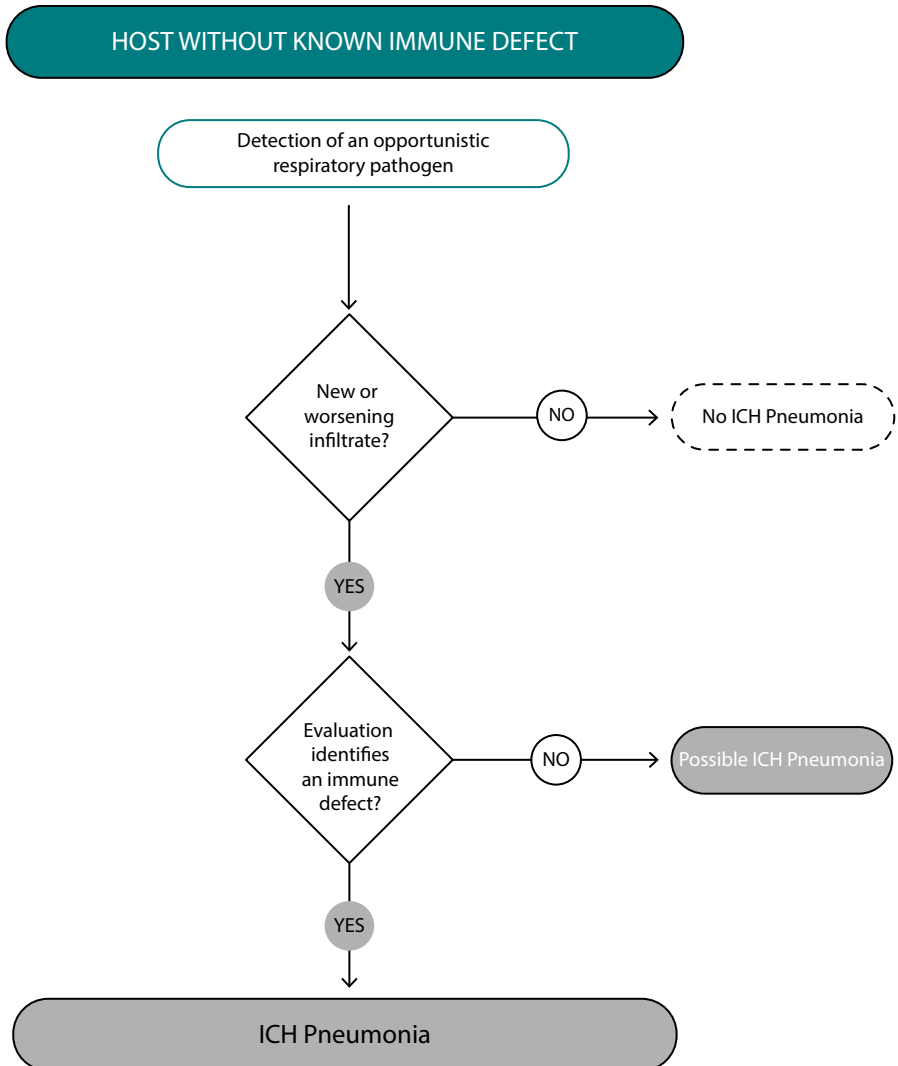 HOST WITHOUT KNOWN IMMUNE DEFECT
Detection of an opportunistic
respiratory pathogen
New or
worsening
infiltrate?
NO
No ICH Pneumonia
YES
Evaluation
identifies
an immune
defect?
NO
Possible ICH Pneumonia
YES
ICH Pneumonia